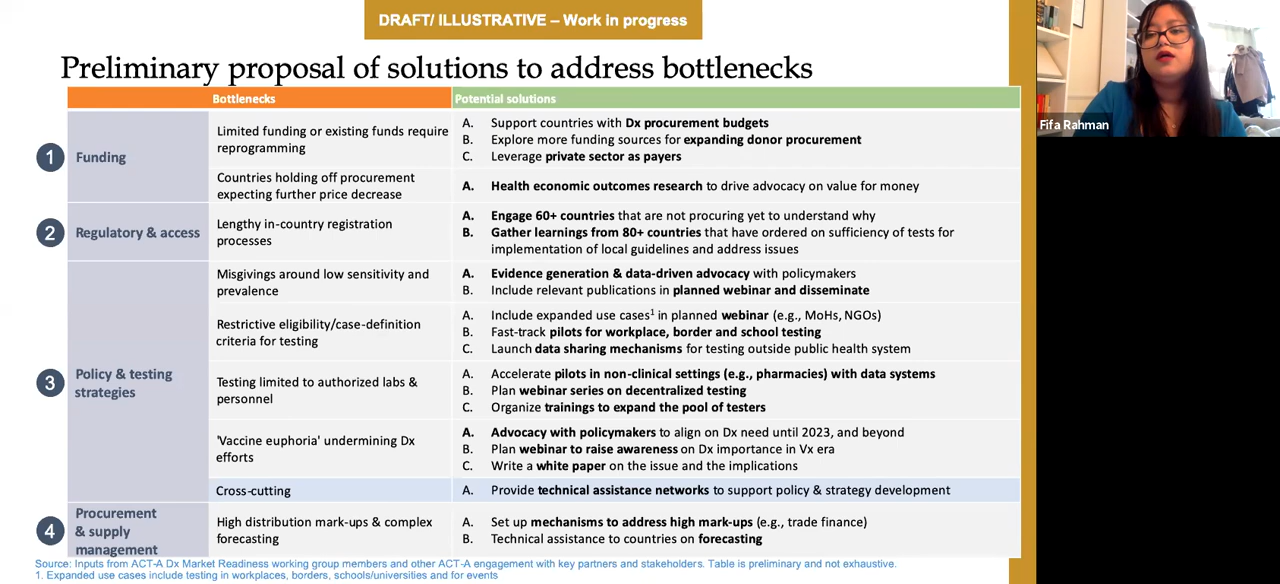 DRAFT/ ILLUSTRATIVE – Work in progress
Preliminary proposal of solutions to address bottlenecks
Bottlenecks
Potential solutions
1
Funding
Limited funding or existing funds require
reprogramming
A. Support countries with Dx procurement budgets
B. Explore more funding sources for expanding donor procurement
C. Leverage private sector as payers
Countries holding off procurement
expecting further price decrease
A. Health economic outcomes research to drive advocacy on value for money
2
Regulatory & access
Lengthy in-country registration
processes
A. Engage 60+ countries that are not procuring yet to understand why
B. Gather learnings from 80+ countries that have ordered on sufficiency of tests for
implementation of local guidelines and address issues
3
Policy & testing
strategies
Misgivings around low sensitivity and
prevalence
A. Evidence generation & data-driven advocacy with policymakers
B. Include relevant publications in planned webinar and disseminate
Restrictive eligibility/case-definition
criteria for testing
A. Include expanded use cases1 in planned webinar (e.g., MoHs, NGOs)
B. Fast-track pilots for workplace, border and school testing
C. Launch data sharing mechanisms for testing outside public health system
Testing limited to authorized labs &
personnel
A. Accelerate pilots in non-clinical settings (e.g., pharmacies) with data systems
B. Plan webinar series on decentralized testing
C. Organize trainings to expand the pool of testers
'Vaccine euphoria' undermining Dx
efforts
A. Advocacy with policymakers to align on Dx need until 2023, and beyond
B. Plan webinar to raise awareness on Dx importance in Vx era
C. Write a white paper on the issue and the implications
Cross-cutting
A. Provide technical assistance networks to support policy & strategy development
4
Procurement
& supply
management
High distribution mark-ups & complex
forecasting
A. Set up mechanisms to address high mark-ups (e.g., trade finance)
B. Technical assistance to countries on forecasting
Source: Inputs from ACT-A Dx Market Readiness working group members and other ACT-A engagement with key partners and stakeholders. Table is preliminary and not exhaustive.
1. Expanded use cases include testing in workplaces, borders, schools/universities and for events
Fifa Rahman